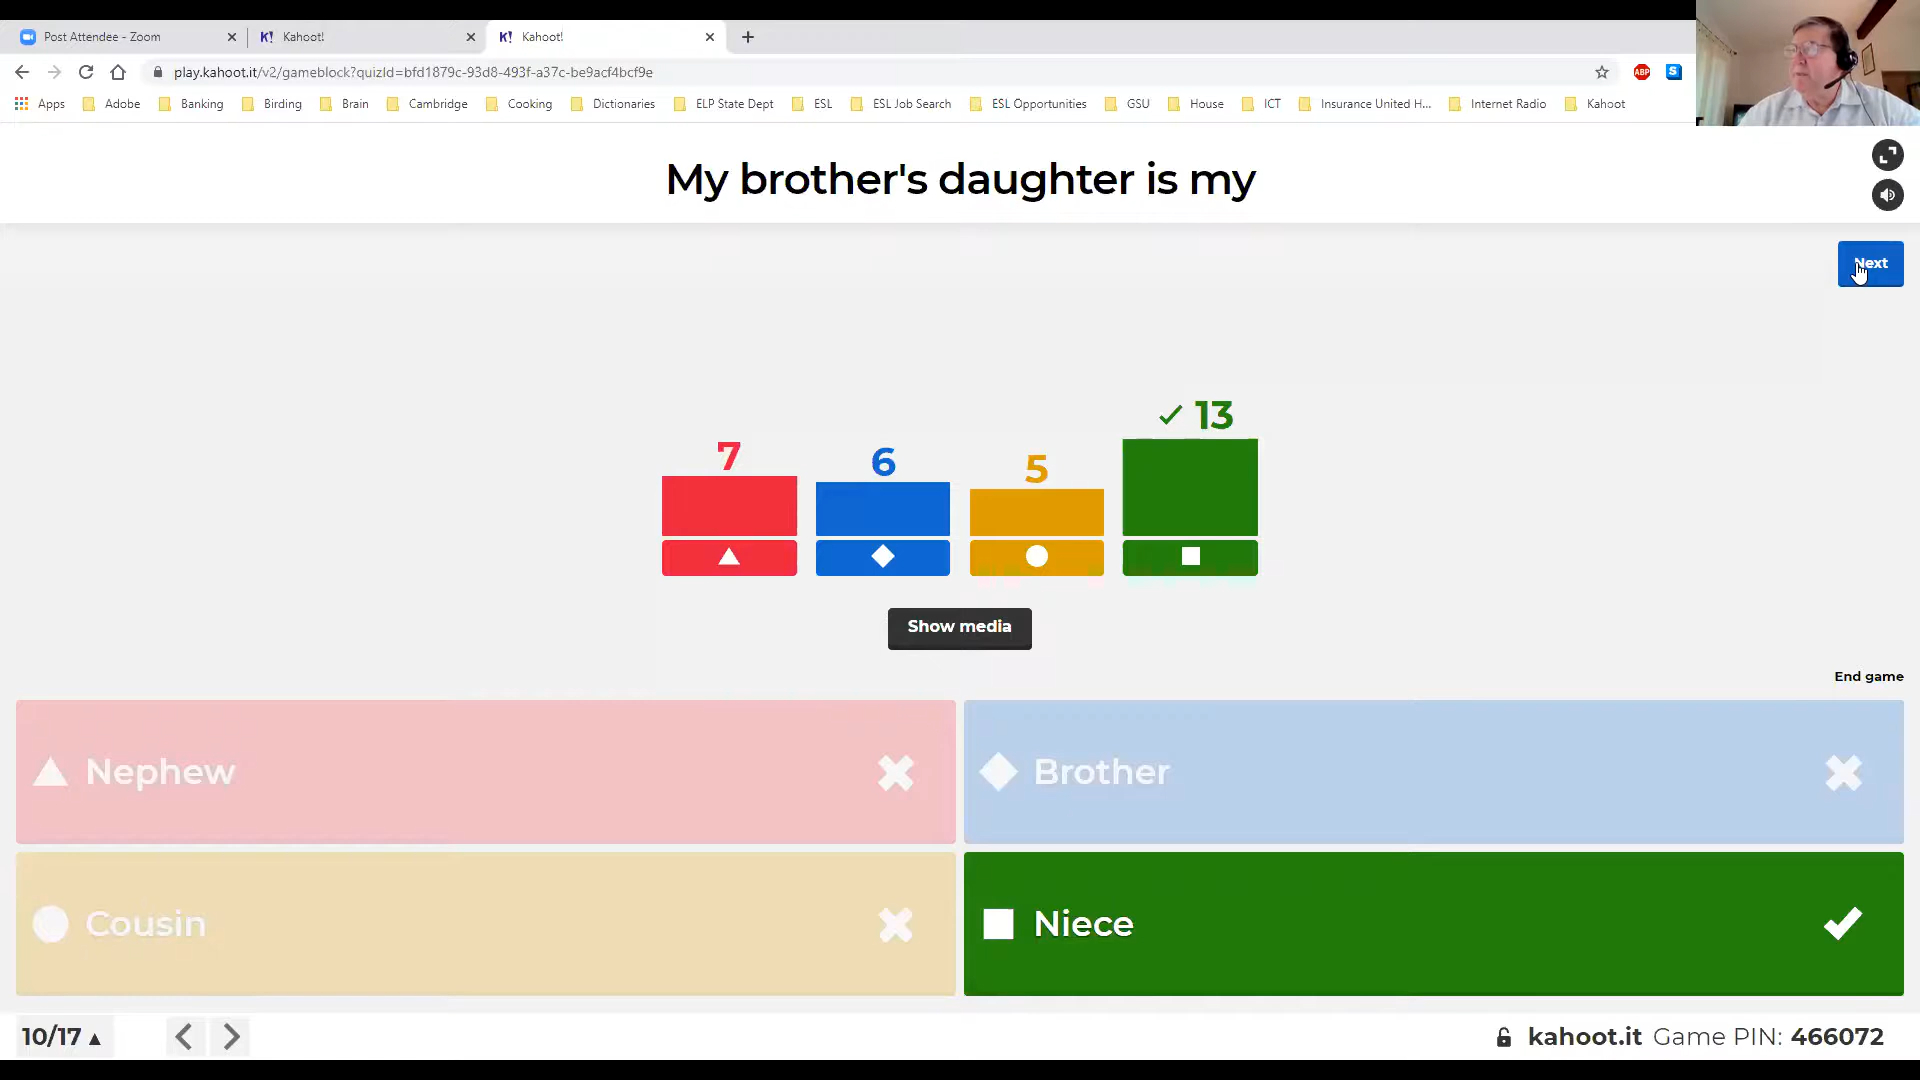 Post Attendee - Zoom
K! Kahoot!
K! Kahoot!
play.kahoot.it/v2/gameblock?quizId=bfd1879c-93d8-493f-a37c-be9acf4bcf9e
ABP
S
Apps Adobe Banking Birding Brain Cambridge Cooking Dictionaries ELP State Dept ESL ESL Job Search ESL Opportunities GSU House ICT Insurance United H... Internet Radio Kahoot
My brother's daughter is my
Next
7 6 5 13
Show media
End game
Nephew
Brother
Cousin
Niece
10/17
kahoot.it Game PIN: 466072